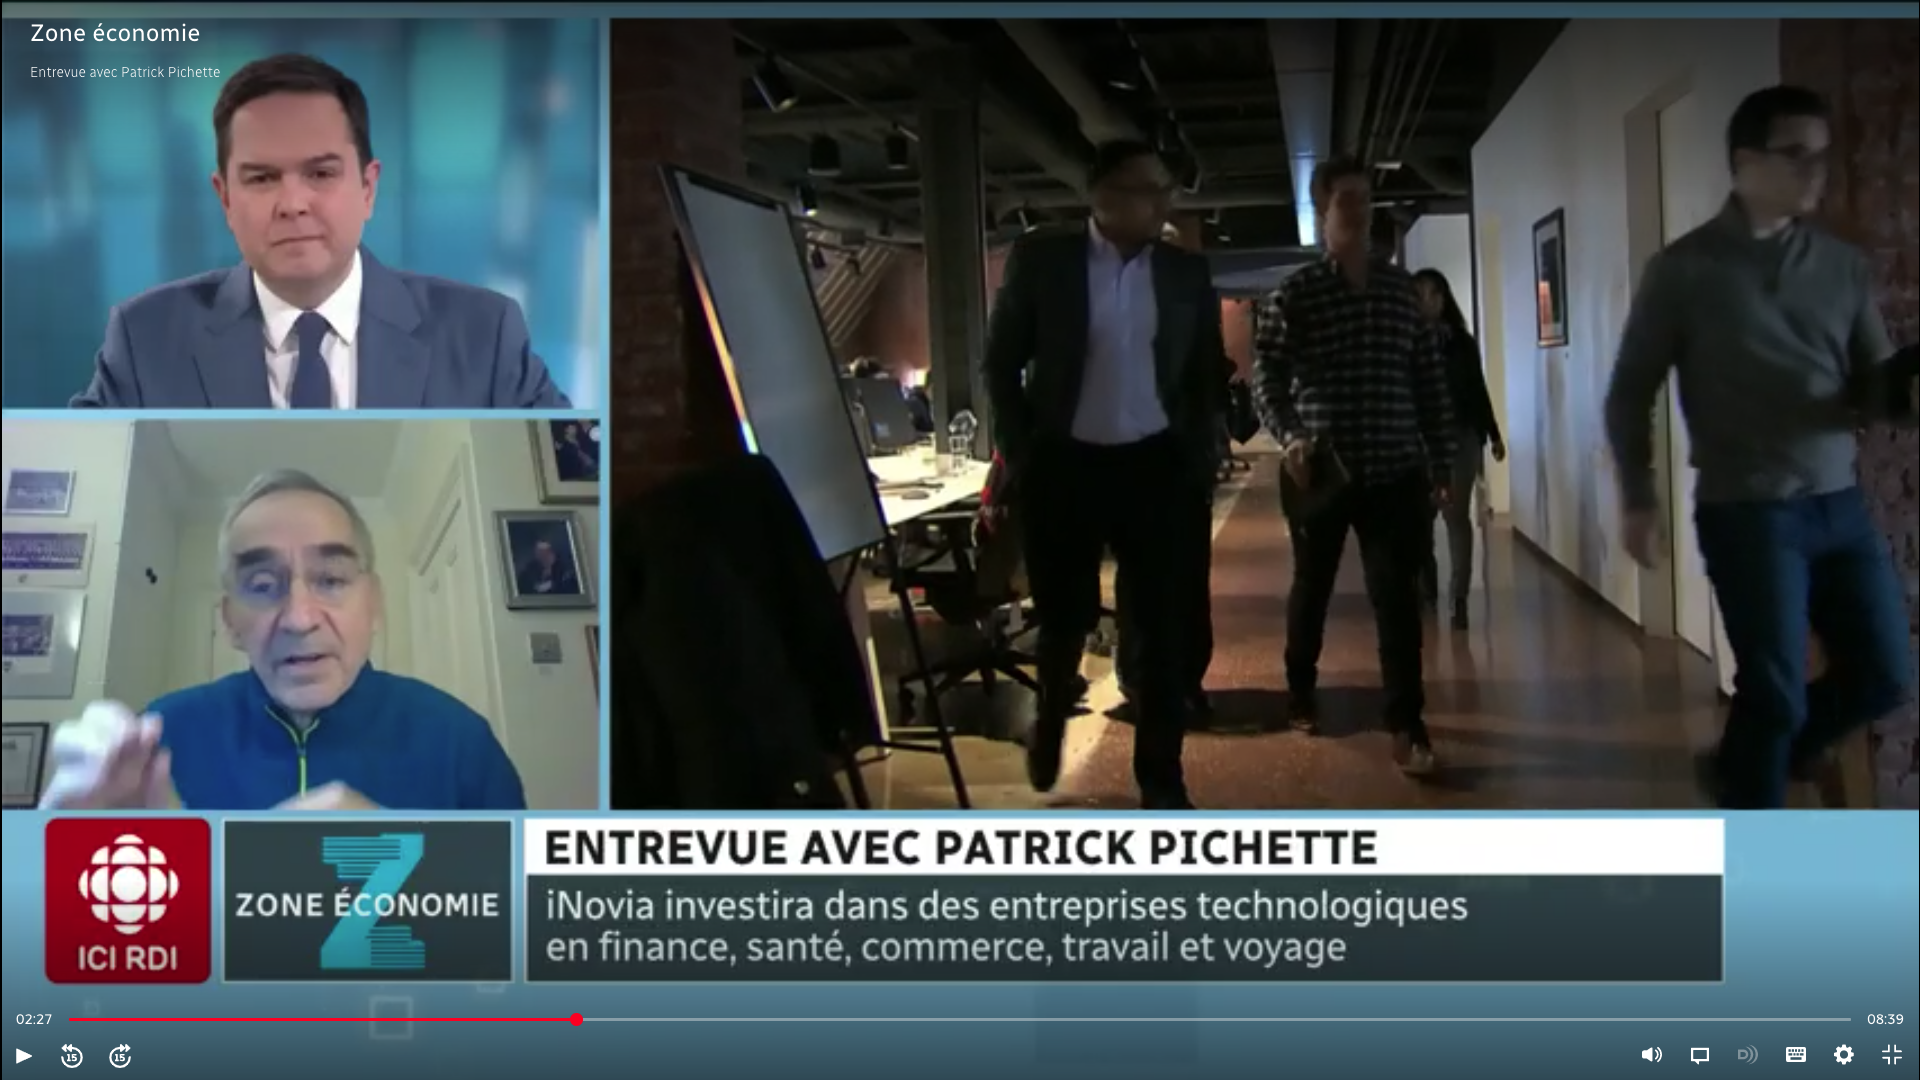 Zone économie
Entrevue avec Patrick Pichette
ICI RDI
ZONE ÉCONOMIE
ENTREVUE AVEC PATRICK PICHETTE
iNovia investira dans des entreprises technologiques
en finance, santé, commerce, travail et voyage
02:27
08:39
15
15
D))